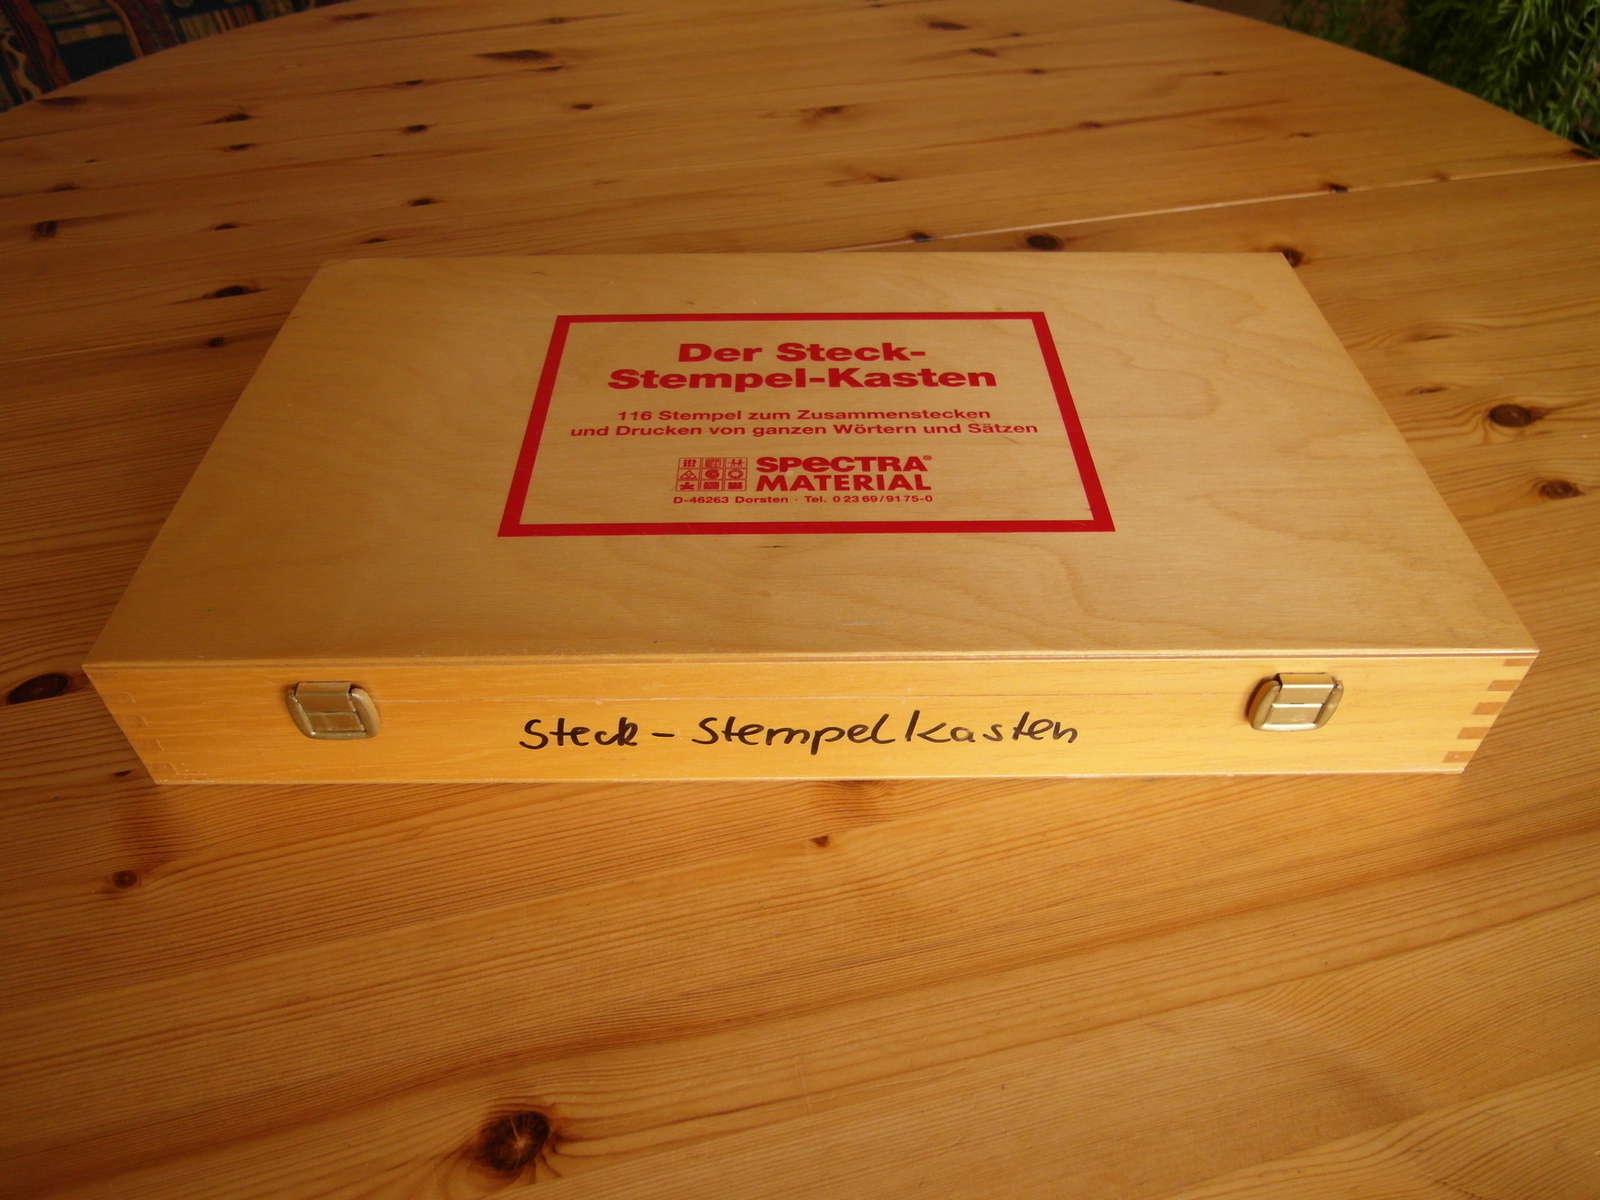 Der Steck-
Stempel-Kasten
116 Stempel zum Zusammenstecken
und Drucken von ganzen Wörtern und Sätzen
SPECTRA®
MATERIAL
D-46263 Dorsten · Tel. 0 23 69 / 91 75-0
Steck - Stempelkasten